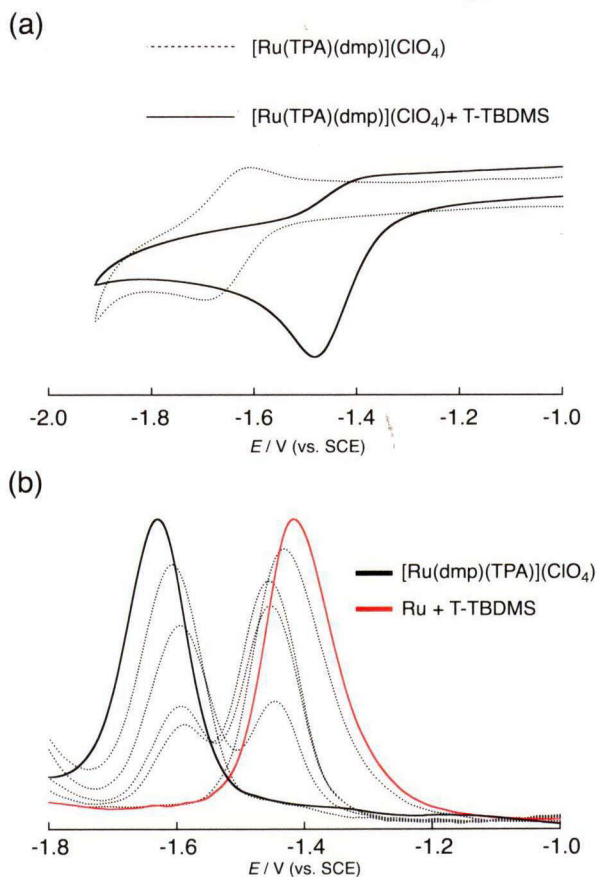 (a)
[Ru(TPA)(dmp)](ClO₄)
[Ru(TPA)(dmp)](ClO₄)+ T-TBDMS
-2.0 -1.8 -1.6 -1.4 -1.2 -1.0
E / V (vs. SCE)
(b)
[Ru(dmp)(TPA)](ClO₄)
Ru + T-TBDMS
-1.8 -1.6 -1.4 -1.2 -1.0
E / V (vs. SCE)